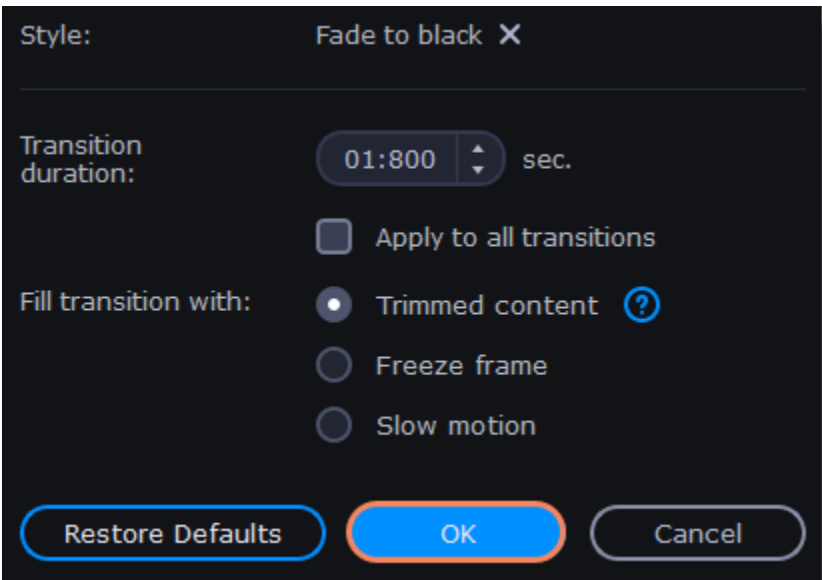 Style: Fade to black ✕
Transition
duration:
01:800 sec.
Apply to all transitions
Fill transition with: Trimmed content ?
Freeze frame
Slow motion
Restore Defaults OK Cancel